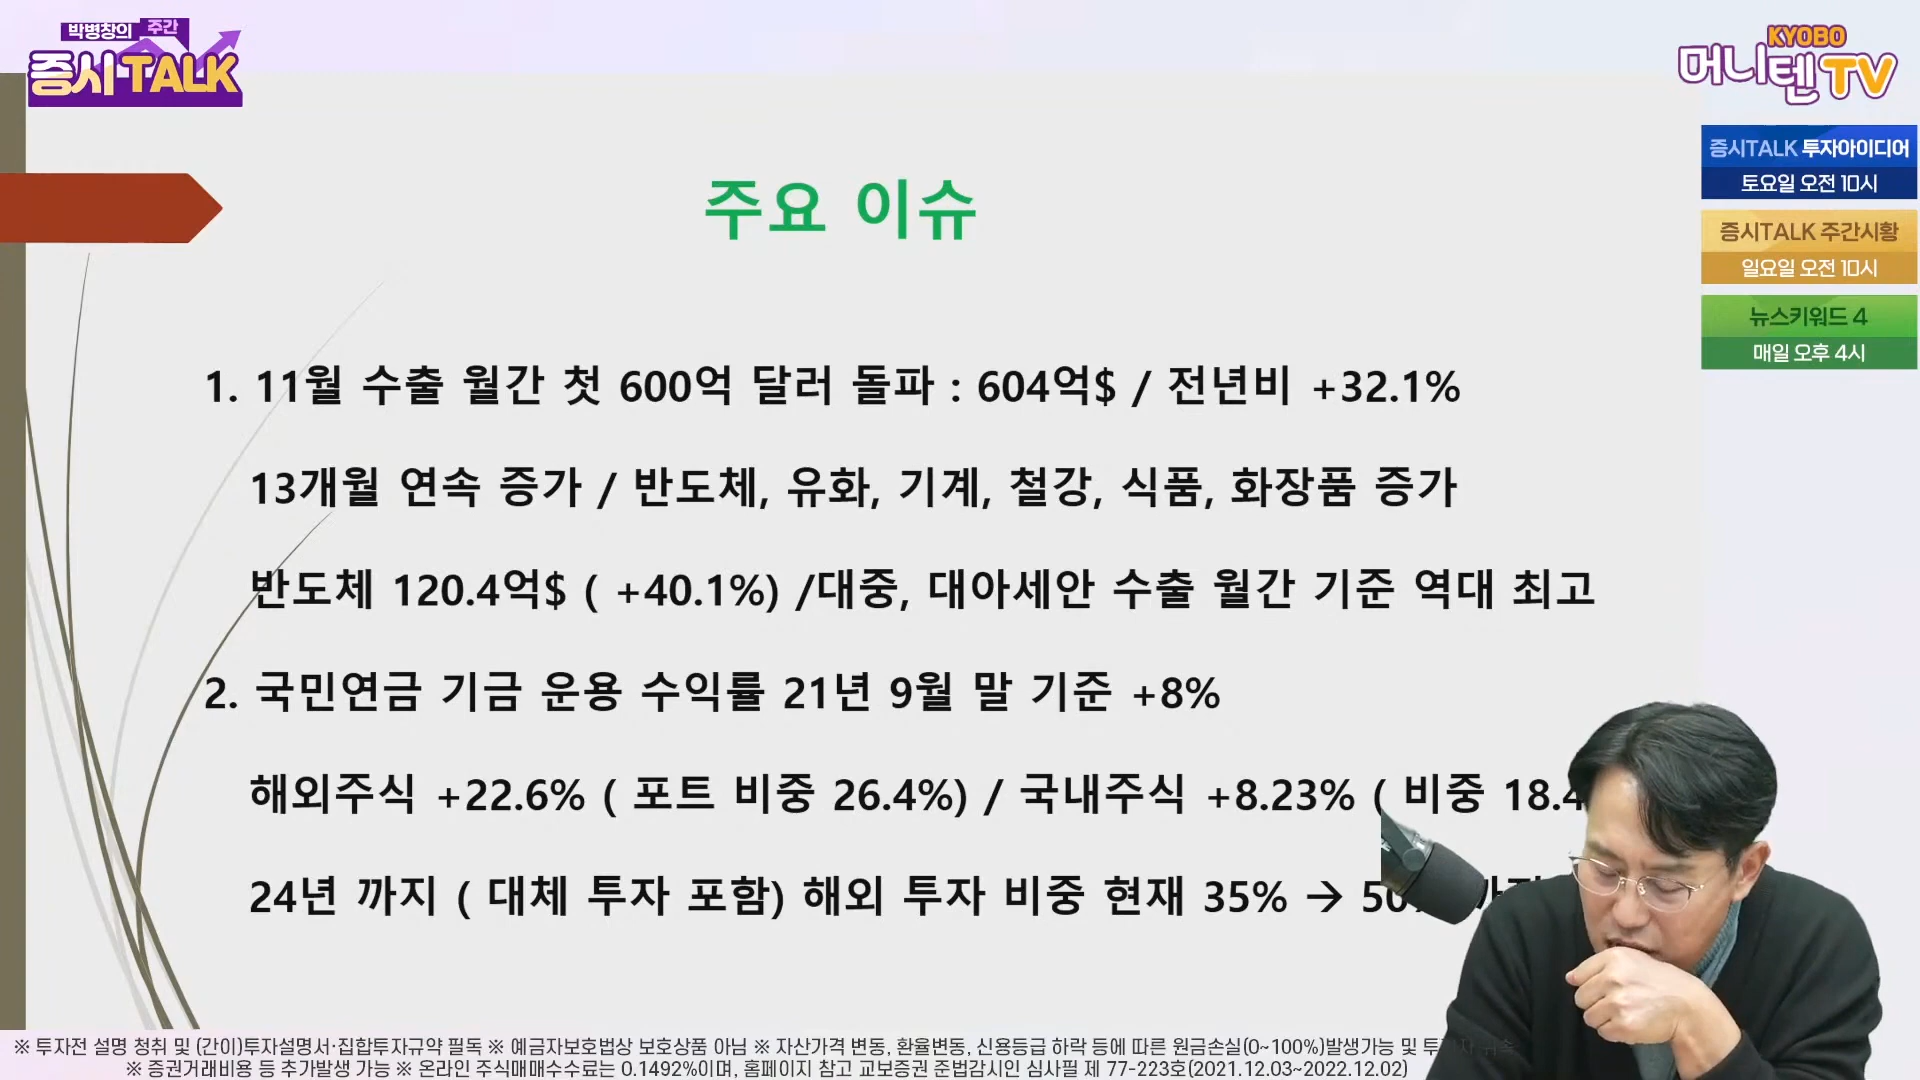 박병창의 주간
증시TALK
KYOBO
머니텐TV
증시TALK 투자아이디어
토요일 오전 10시
증시TALK 주간시황
일요일 오전 10시
뉴스키워드 4
매일 오후 4시
주요 이슈
1. 11월 수출 월간 첫 600억 달러 돌파 : 604억$ / 전년비 +32.1%
13개월 연속 증가 / 반도체, 유화, 기계, 철강, 식품, 화장품 증가
반도체 120.4억$ ( +40.1%) /대중, 대아세안 수출 월간 기준 역대 최고
2. 국민연금 기금 운용 수익률 21년 9월 말 기준 +8%
해외주식 +22.6% ( 포트 비중 26.4%) / 국내주식 +8.23% ( 비중 18.4
24년 까지 ( 대체 투자 포함) 해외 투자 비중 현재 35% → 50%
※ 투자전 설명 청취 및 (간이)투자설명서·집합투자규약 필독 ※ 예금자보호법상 보호상품 아님 ※ 자산가격 변동, 환율변동, 신용등급 하락 등에 따른 원금손실(0~100%)발생가능 및 귀속
※ 증권거래비용 등 추가발생 가능 ※ 온라인 주식매매수수료는 0.1492%이며, 홈페이지 참고 교보증권 준법감시인 심사필 제 77-223호(2021.12.03~2022.12.02)